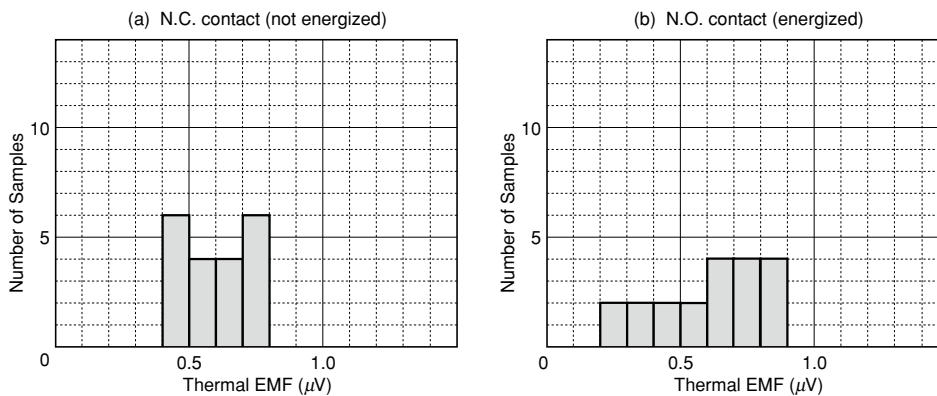 (a) N.C. contact (not energized)
Number of Samples
10
5
0
0.5
1.0
Thermal EMF (μV)
(b) N.O. contact (energized)
Number of Samples
10
5
0
0.5
1.0
Thermal EMF (μV)